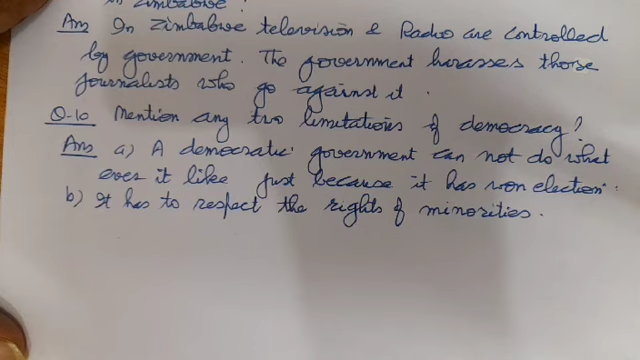 in Zimbabwe?
Ans In Zimbabwe television & Radio are controlled
by government. The government harasses those
journalists who go against it.
Q-10 Mention any two limitations of democracy?
Ans a) A democratic government can not do what
ever it like just because it has won election.
b) It has to respect the rights of minorities.